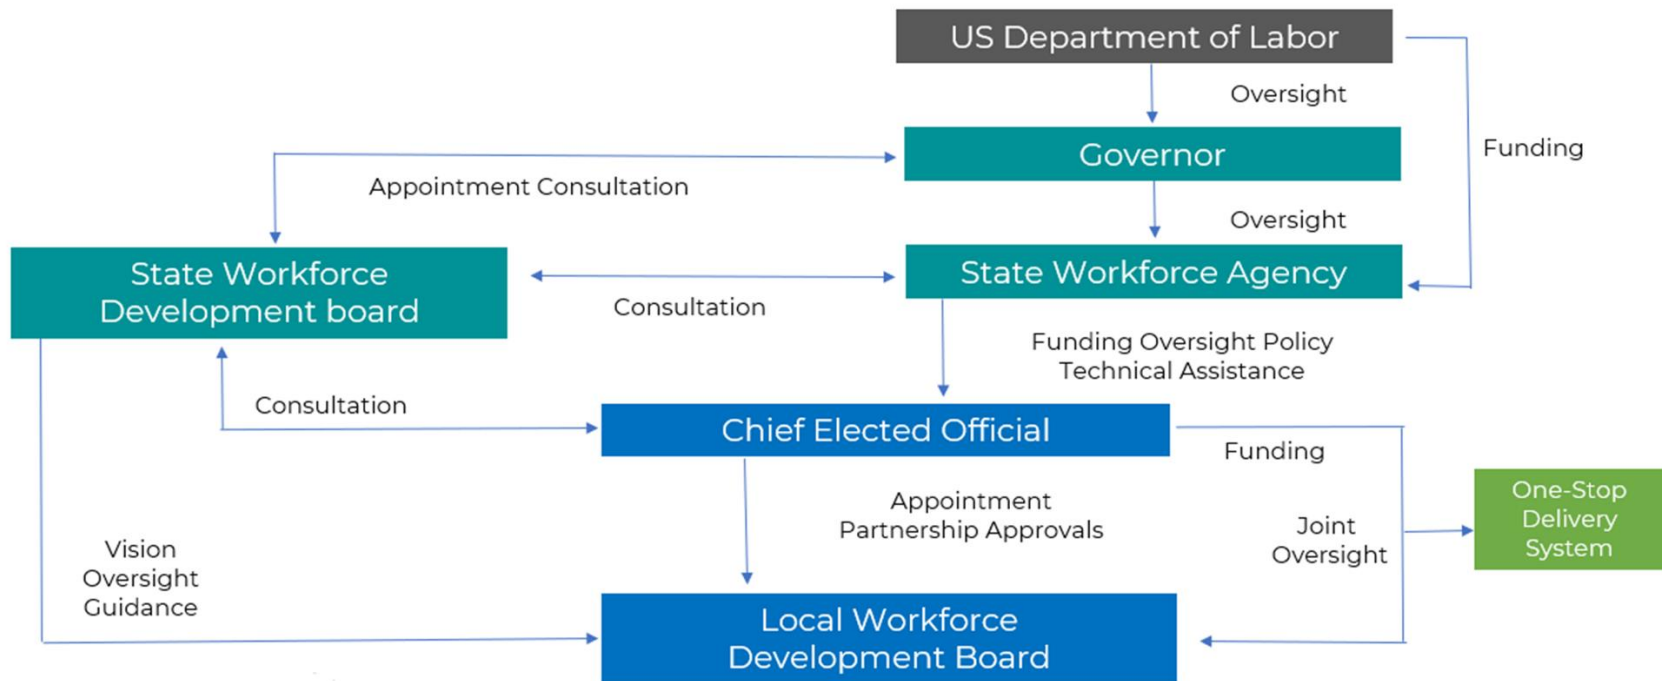 US Department of Labor
Oversight
Funding
Governor
Appointment Consultation
Oversight
State Workforce
Development board
State Workforce Agency
Consultation
Funding Oversight Policy
Technical Assistance
Consultation
Chief Elected Official
Funding
Appointment
Partnership Approvals
One-Stop
Delivery
System
Joint
Oversight
Vision
Oversight
Guidance
Local Workforce
Development Board